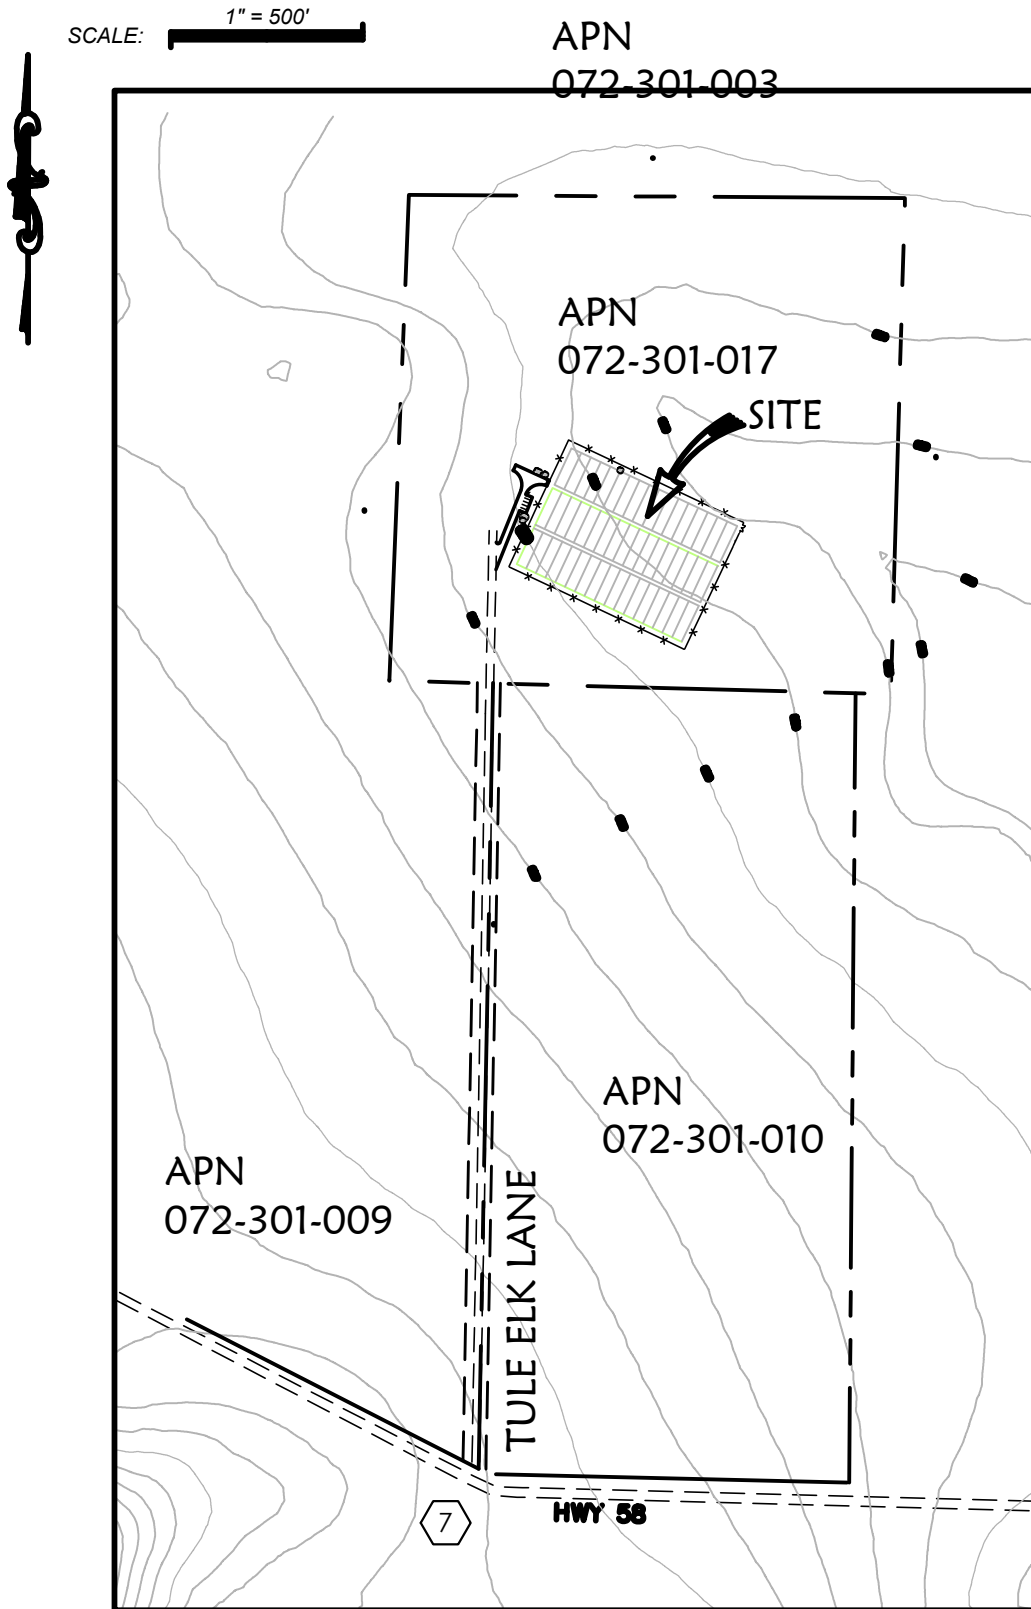 1" = 500'
SCALE:
APN
072-301-003
APN
072-301-017
SITE
APN
072-301-010
APN
072-301-009
TULE ELK LANE
7
HWY 58